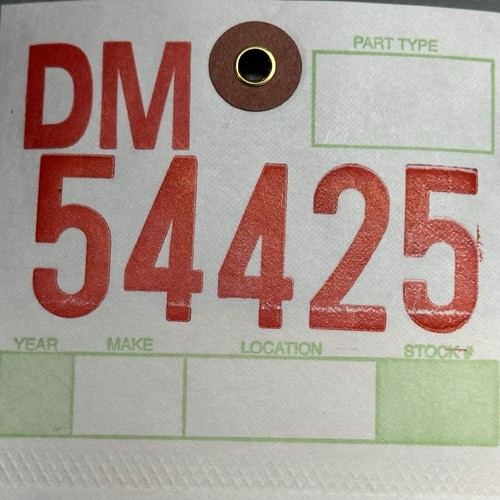 DM
PART TYPE
54425
YEAR MAKE LOCATION STOCK#